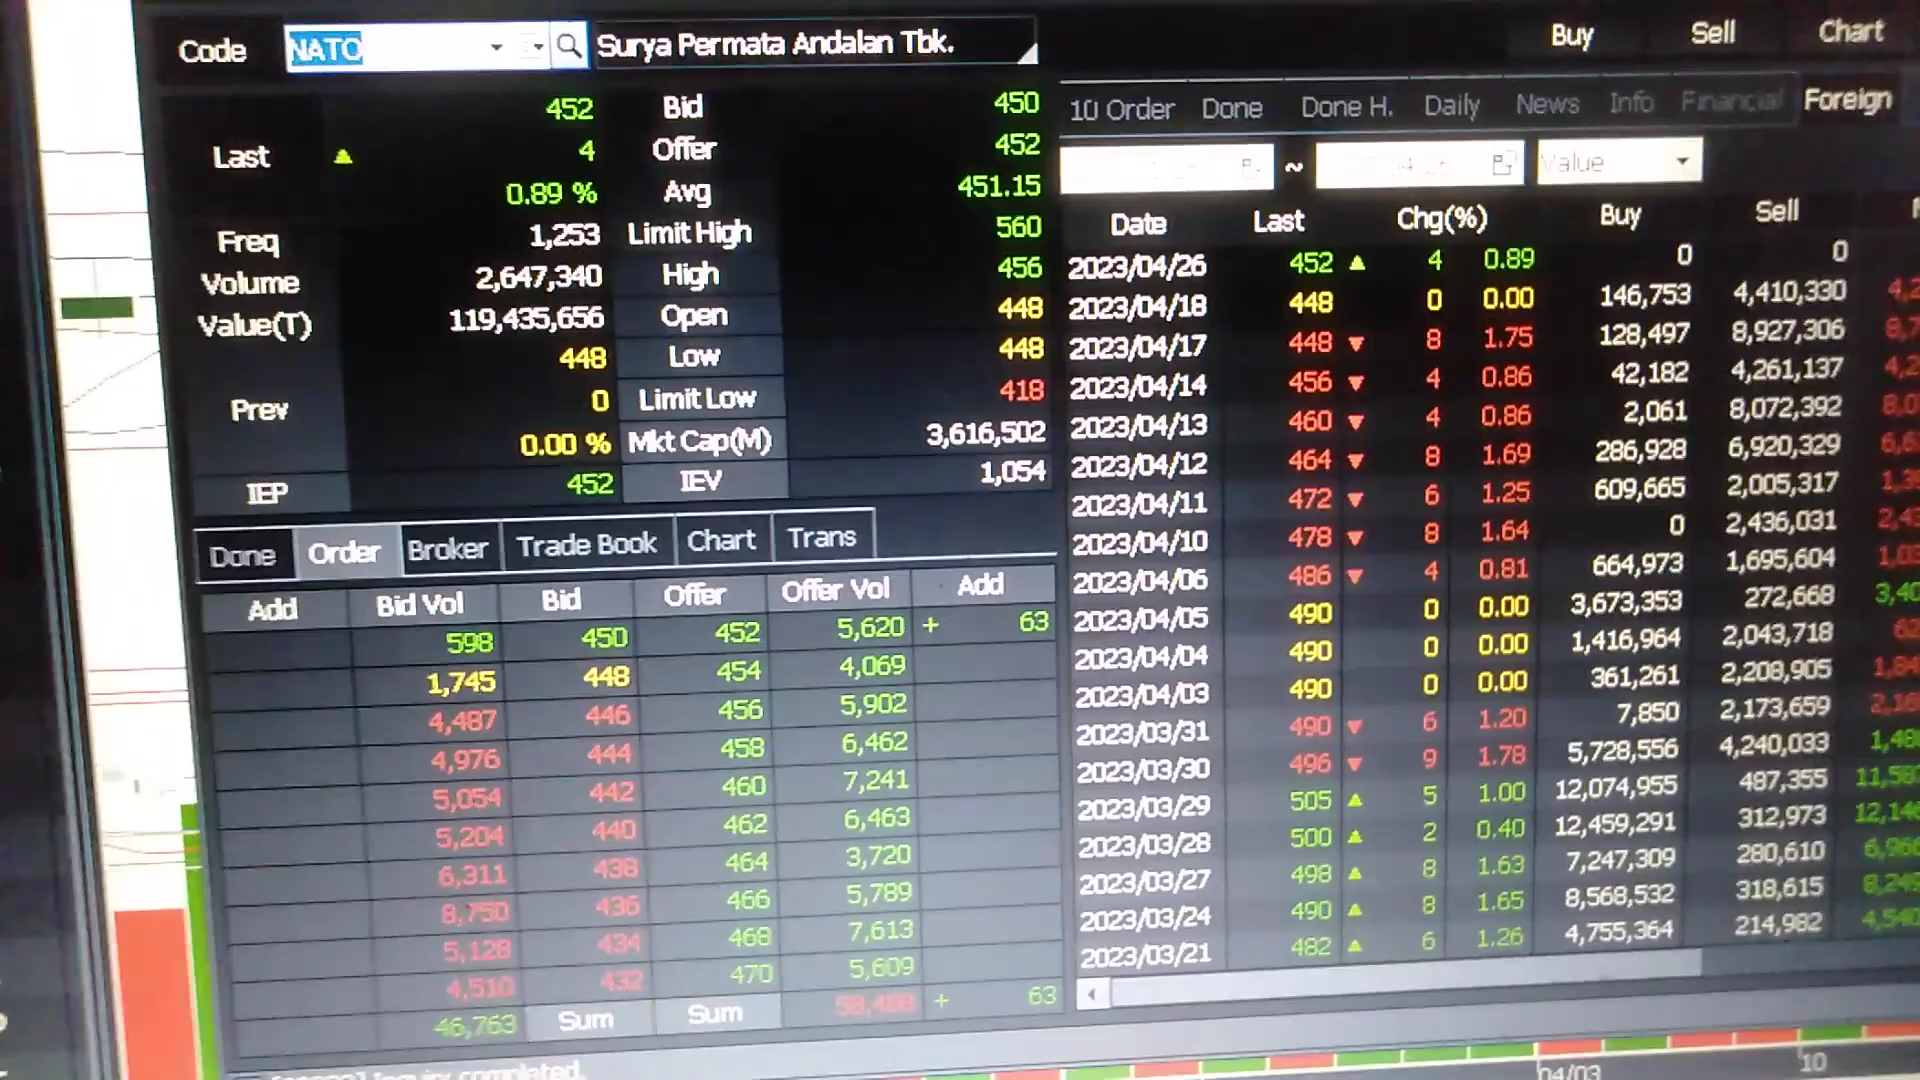 Code NATO Surya Permata Andalan Tbk. Buy Sell Chart
10 Order Done Done H. Daily News Info Financial Foreign
452 Bid 450
Last ▲ 4 Offer 452
0.89 % Avg 451.15
Freq 1,253 Limit High 560
Volume 2,647,340 High 456
Value(T) 119,435,656 Open 448
448 Low 448
Prev 0 Limit Low 418
0.00 % Mkt Cap(M) 3,616,502
IEP 452 IEV 1,054
Done Order Broker Trade Book Chart Trans
Add Bid Vol Bid Offer Offer Vol Add
598 450 452 5,620 + 63
1,745 448 454 4,069
4,487 446 456 5,902
4,976 444 458 6,462
5,054 442 460 7,241
5,204 440 462 6,463
6,311 438 464 3,720
8,750 436 466 5,789
5,128 434 468 7,613
4,510 432 470 5,609
46,763 Sum Sum 58,488 + 63
~ Value
Date Last Chg(%) Buy Sell
2023/04/26 452 ▲ 4 0.89 0 0
2023/04/18 448 0 0.00 146,753 4,410,330
2023/04/17 448 ▼ 8 1.75 128,497 8,927,306
2023/04/14 456 ▼ 4 0.86 42,182 4,261,137
2023/04/13 460 ▼ 4 0.86 2,061 8,072,392
2023/04/12 464 ▼ 8 1.69 286,928 6,920,329
2023/04/11 472 ▼ 6 1.25 609,665 2,005,317
2023/04/10 478 ▼ 8 1.64 0 2,436,031
2023/04/06 486 ▼ 4 0.81 664,973 1,695,604
2023/04/05 490 0 0.00 3,673,353 272,668
2023/04/04 490 0 0.00 1,416,964 2,043,718
2023/04/03 490 0 0.00 361,261 2,208,905
2023/03/31 490 ▼ 6 1.20 7,850 2,173,659
2023/03/30 496 ▼ 9 1.78 5,728,556 4,240,033
2023/03/29 505 ▲ 5 1.00 12,074,955 487,355
2023/03/28 500 ▲ 2 0.40 12,459,291 312,973
2023/03/27 498 ▲ 8 1.63 7,247,309 280,610
2023/03/24 490 ▲ 8 1.65 8,568,532 318,615
2023/03/21 482 ▲ 6 1.26 4,755,364 214,982
inquiry completed.
04/03 10